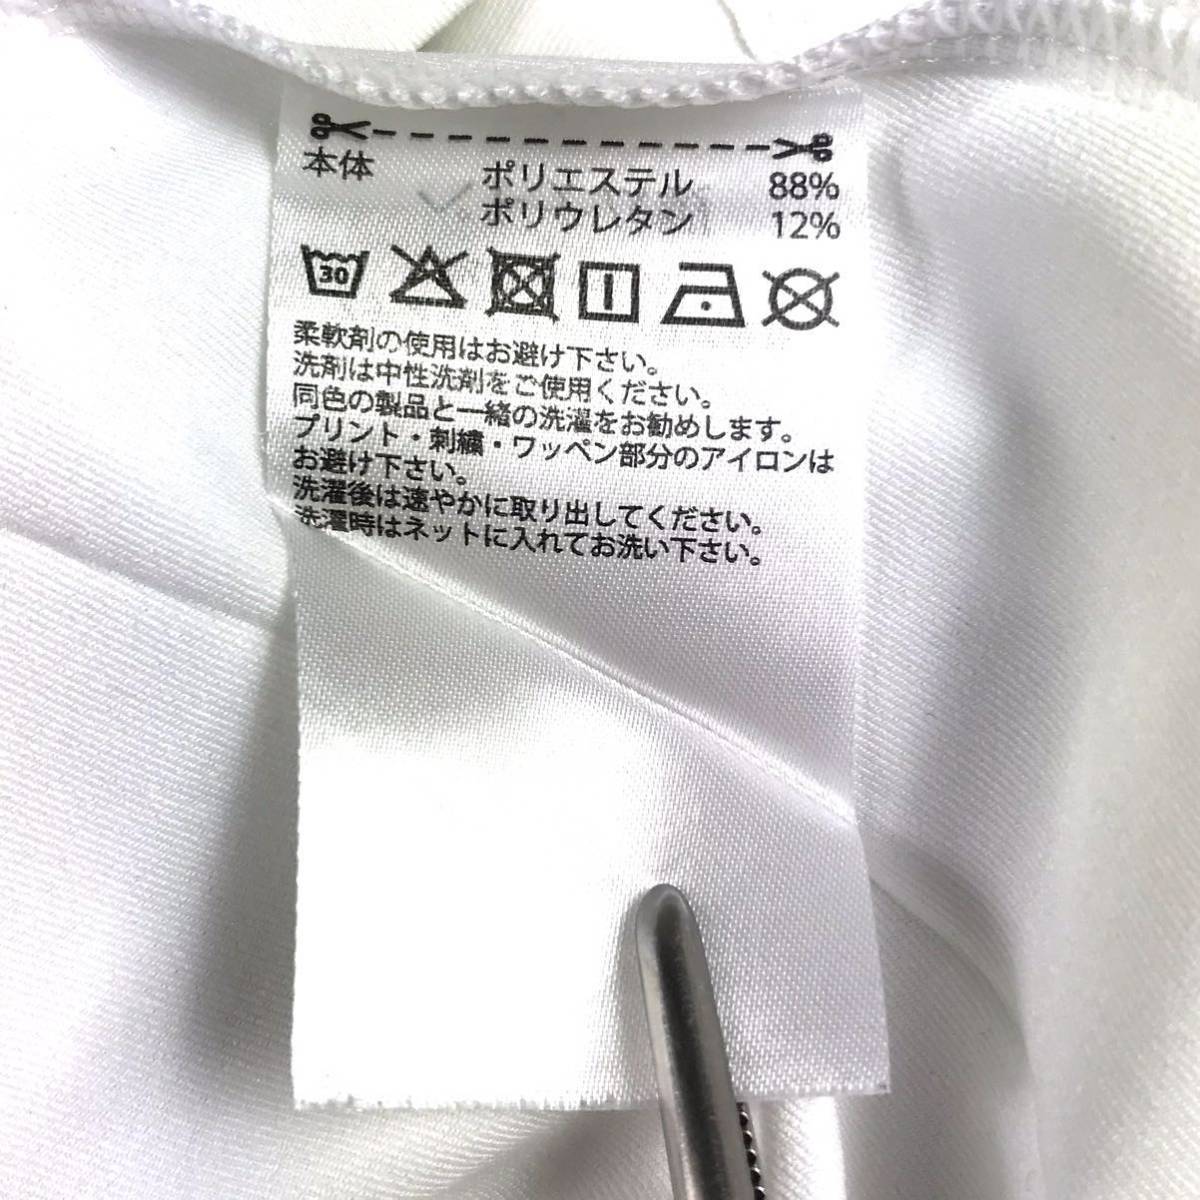 本体 ポリエステル 88%
ポリウレタン 12%
30
柔軟剤の使用はお避け下さい。
洗剤は中性洗剤をご使用ください。
同色の製品と一緒の洗濯をお勧めします。
プリント・刺繍・ワッペン部分のアイロンは
お避け下さい。
洗濯後は速やかに取り出してください。
洗濯時はネットに入れてお洗い下さい。